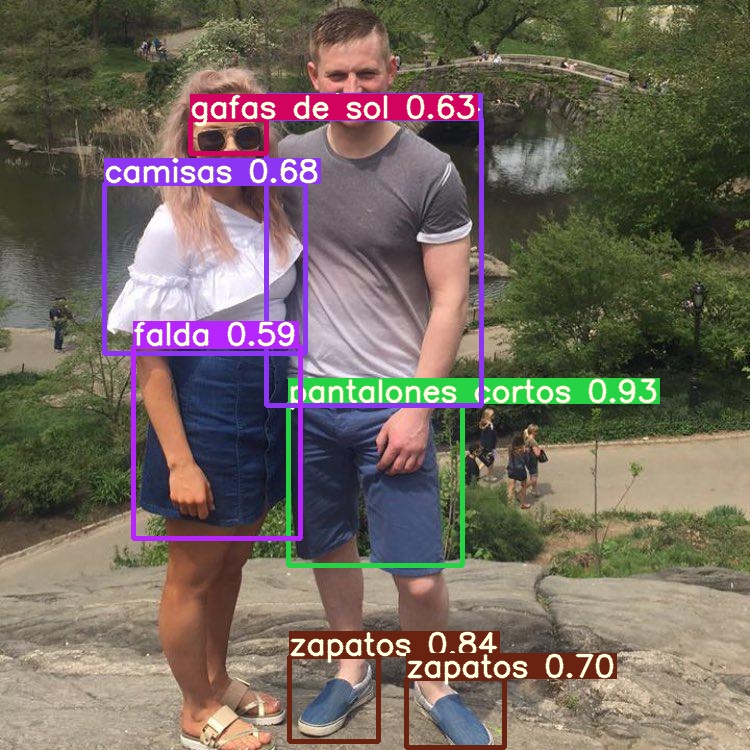 gafas de sol 0.63
camisas 0.68
falda 0.59
pantalones cortos 0.93
zapatos 0.84
zapatos 0.70